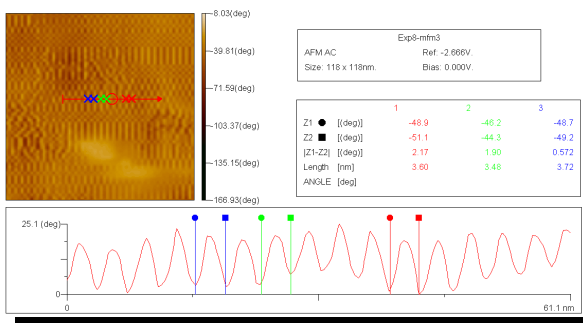 8.03(deg)
-39.81(deg)
-71.59(deg)
-103.37(deg)
-135.15(deg)
-166.93(deg)
Exp8-mfm3
AFM AC Ref: -2.666V.
Size: 118 x 118nm. Bias: 0.000V.
1 2 3
Z1 [(deg)] -48.9 -46.2 -48.7
Z2 [(deg)] -51.1 -44.3 -49.2
|Z1-Z2| [(deg)] 2.17 1.90 0.572
Length [nm] 3.60 3.46 3.72
ANGLE [deg]
25.1 (deg)
0
0 61.1 nm